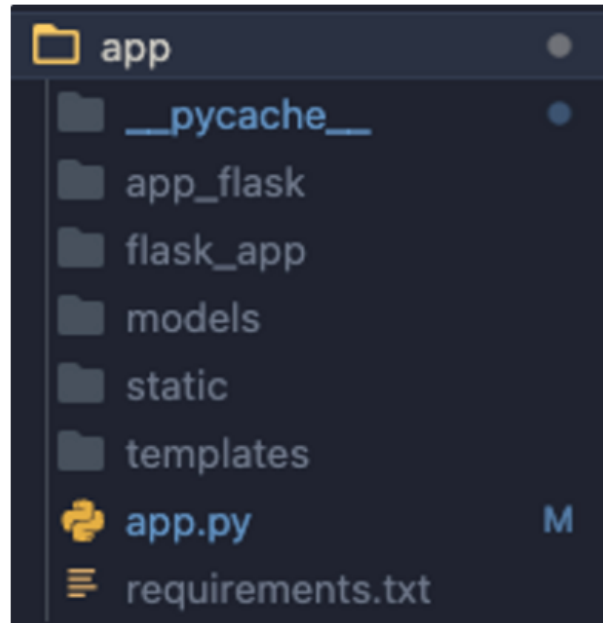 app
__pycache__
app_flask
flask_app
models
static
templates
app.py M
requirements.txt